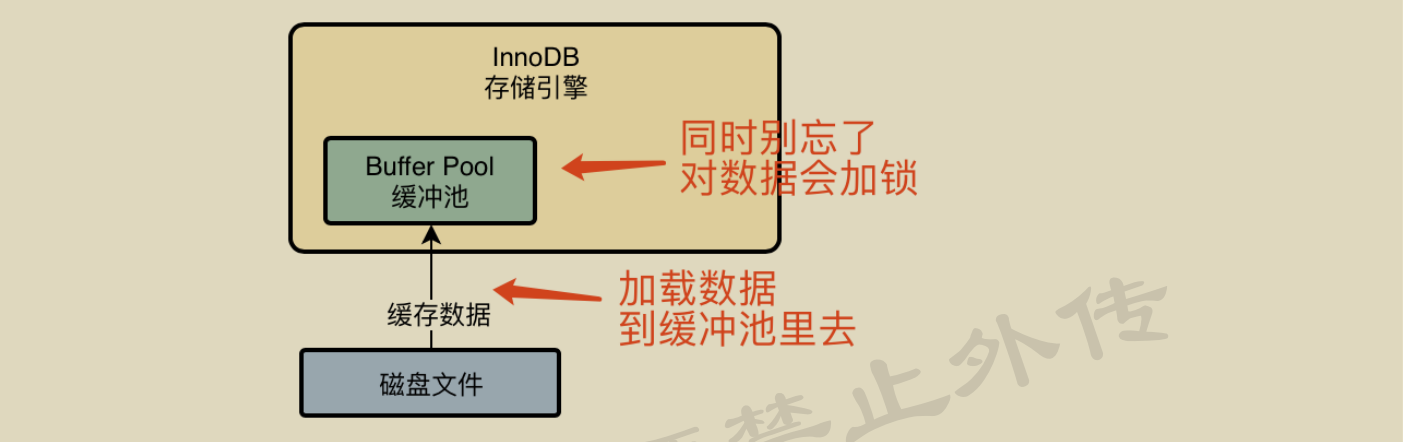 InnoDB
存储引擎
同时别忘了
对数据会加锁
Buffer Pool
缓冲池
加载数据
到缓冲池里去
缓存数据
磁盘文件
禁止外传